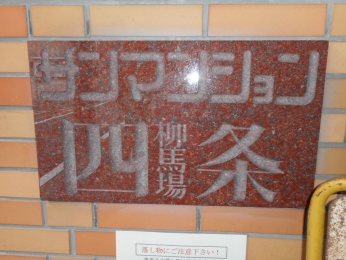 サンマンション
四柳馬場条
落し物にご注意下さい！